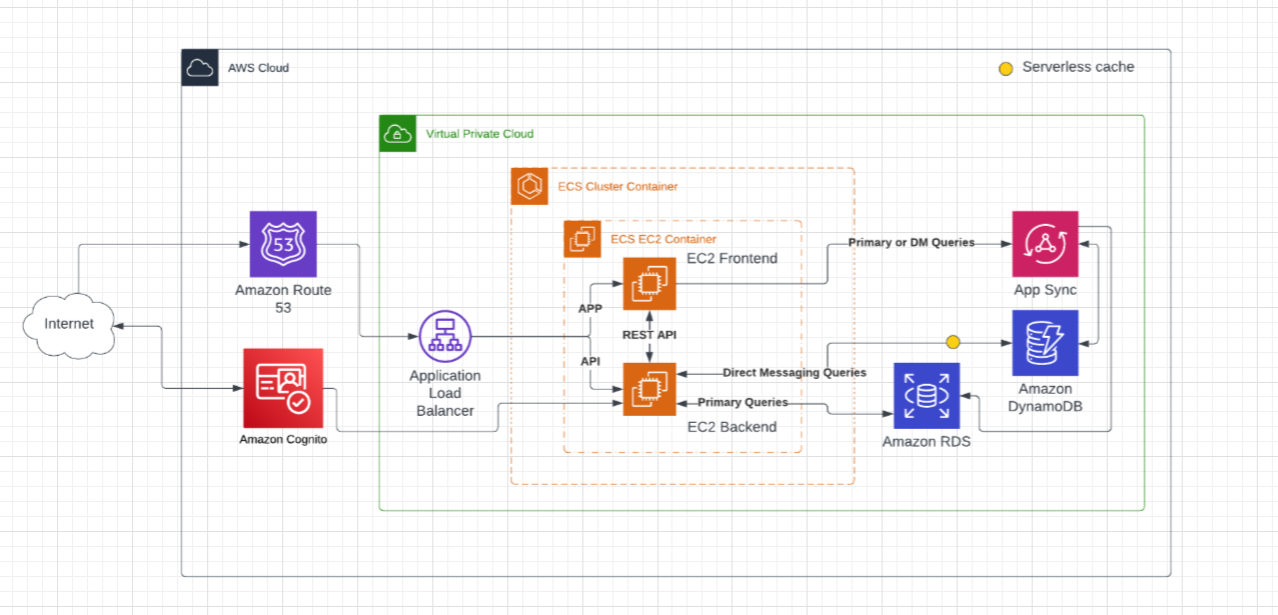 AWS Cloud
Serverless cache
Virtual Private Cloud
ECS Cluster Container
ECS EC2 Container
EC2 Frontend
Primary or DM Queries
53
Amazon Route
53
App Sync
Internet
APP
REST API
API
Application
Load
Balancer
Direct Messaging Queries
Amazon
DynamoDB
Primary Queries
EC2 Backend
Amazon Cognito
Amazon RDS